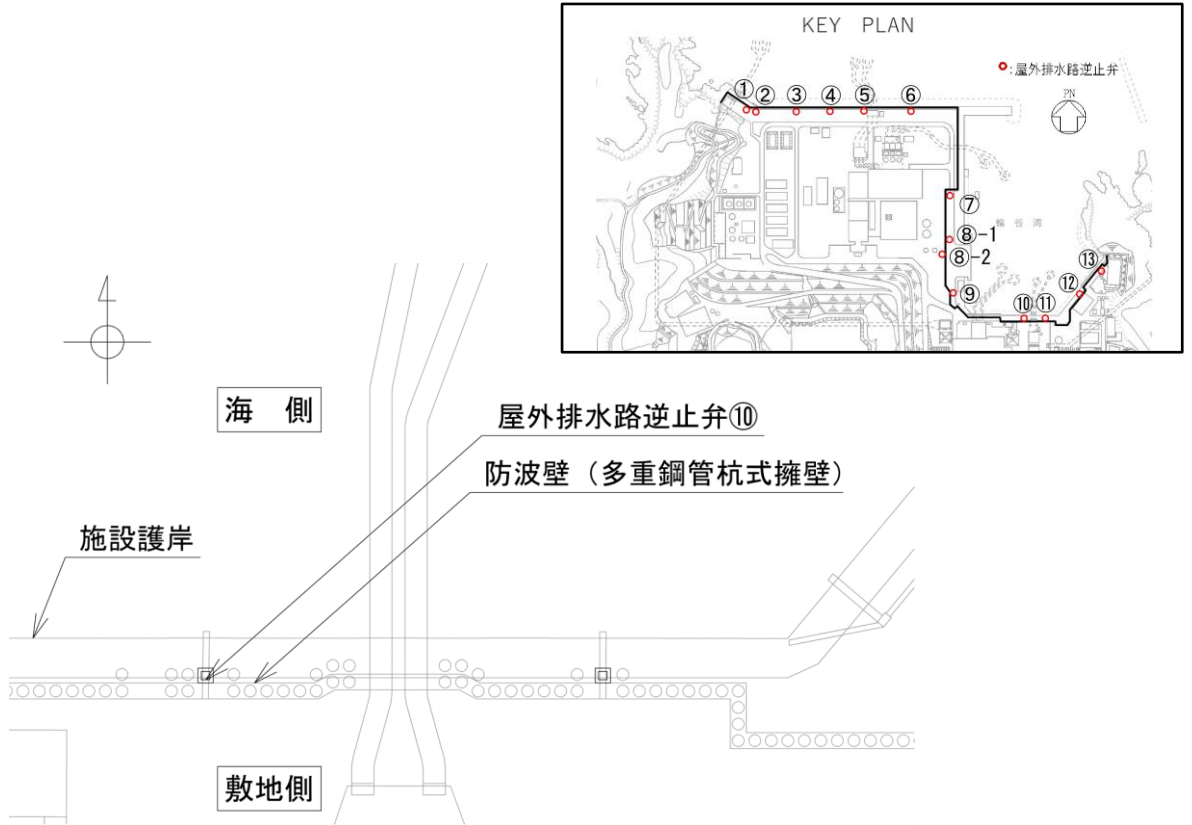 KEY PLAN
：屋外排水路逆止弁
PN
①
②
③
④
⑤
⑥
⑦
⑧-1
⑧-2
⑨
⑩
⑪
⑫
⑬
輪谷湾
海　側
屋外排水路逆止弁⑩
防波壁（多重鋼管杭式擁壁）
施設護岸
敷地側